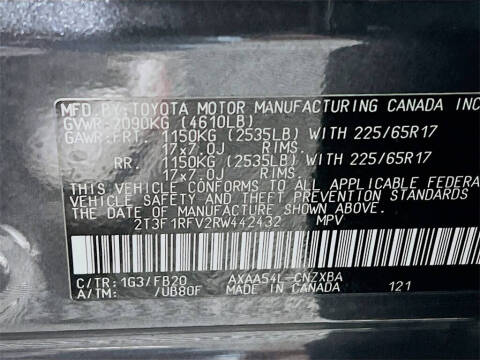 MFD. BY: TOYOTA MOTOR MANUFACTURING CANADA INC
GVWR: 2090KG (4610LB)
GAWR: FRT. 1150KG (2535LB) WITH 225/65R17
17x7.0J RIMS.
RR. 1150KG (2535LB) WITH 225/65R17
17x7.0J RIMS.
THIS VEHICLE CONFORMS TO ALL APPLICABLE FEDERA
VEHICLE SAFETY AND THEFT PREVENTION STANDARDS
MANUFACTURE SHOWN ABOVE.
2T3F1RFV2RW442432 MPV
C/TR: 1G3/FB20 AXAA54L-CNZXBA
A/TM: /UB80F MADE IN CANADA 121